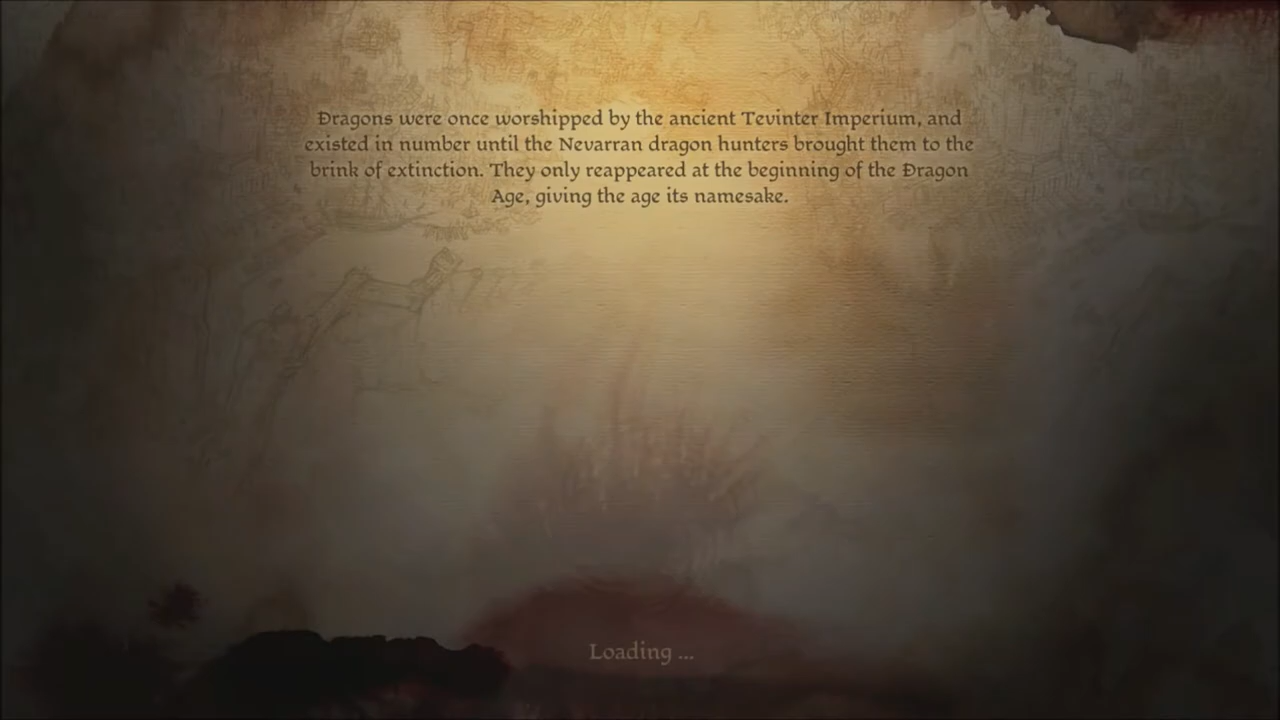 Dragons were once worshipped by the ancient Tevinter Imperium, and
existed in number until the Nevarran dragon hunters brought them to the
brink of extinction. They only reappeared at the beginning of the Dragon
Age, giving the age its namesake.
Loading ...